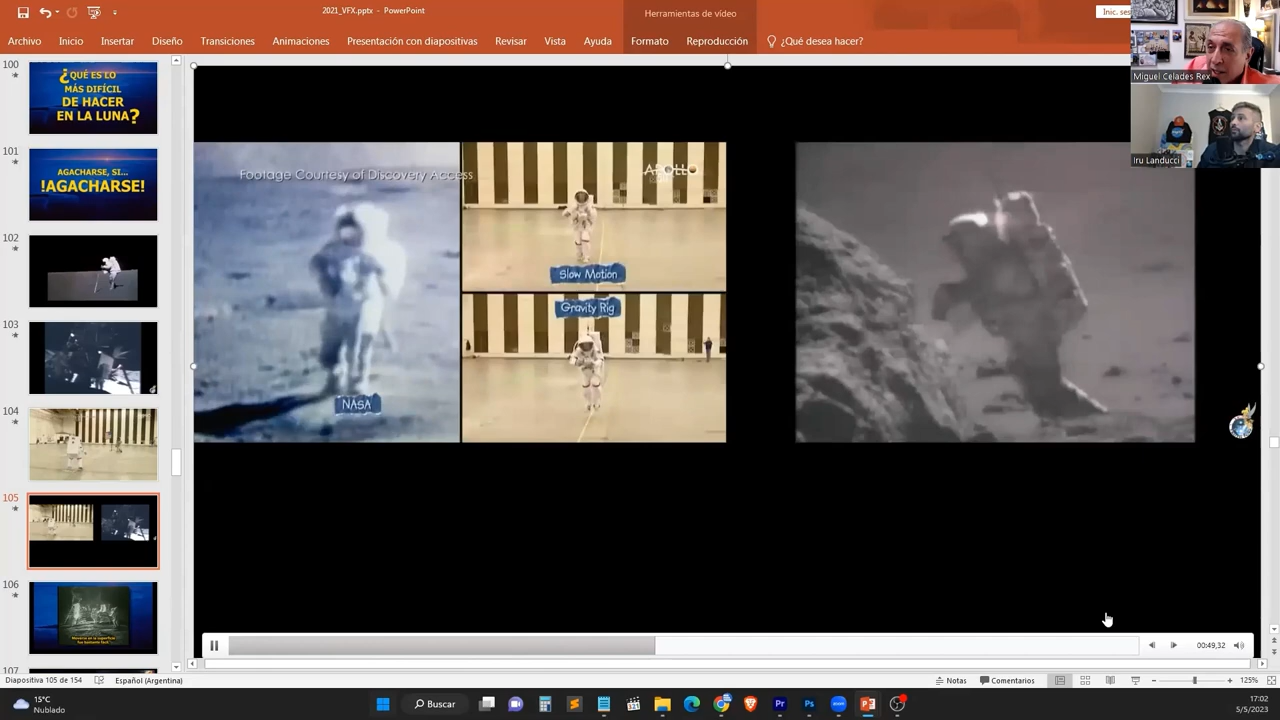 2021_VFX.pptx - PowerPoint
Herramientas de vídeo
Inic. ses
Archivo
Inicio
Insertar
Diseño
Transiciones
Animaciones
Presentación con diapositivas
Revisar
Vista
Ayuda
Formato
Reproducción
¿Qué desea hacer?
Miguel Celades Rex
Iru Landucci
100
¿QUÉ ES LO
MÁS DIFÍCIL
DE HACER
EN LA LUNA?
101
AGACHARSE, SI...
!AGACHARSE!
102
103
104
105
106
107
Footage Courtesy of Discovery Access
APOLLO
Slow Motion
Gravity Rig
NASA
00:49,32
Diapositiva 105 de 154
Español (Argentina)
Notas
Comentarios
125%
15°C
Nublado
Buscar
17:02
5/5/2023